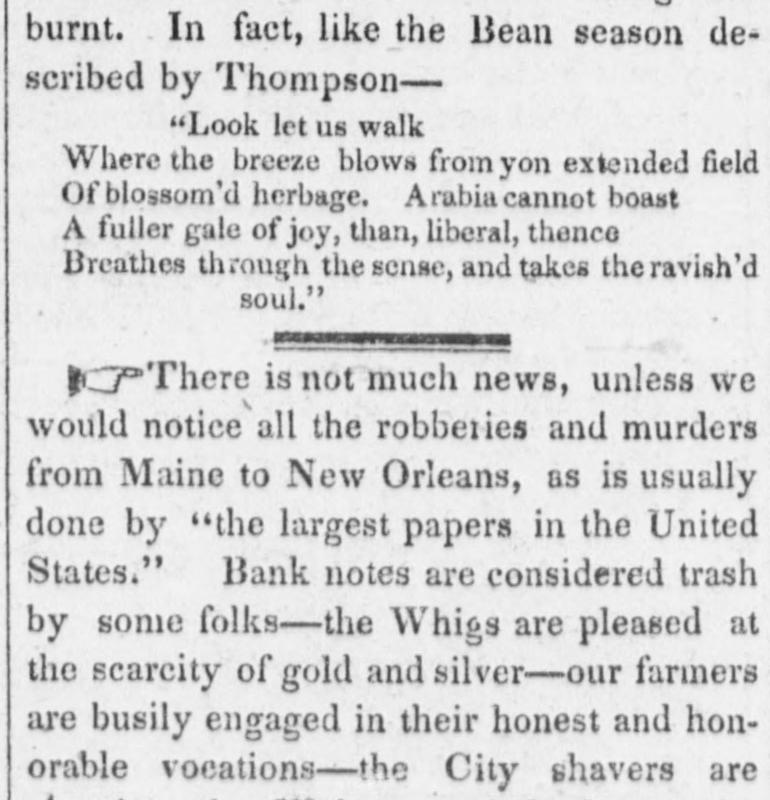 burnt. In fact, like the Bean season de-
scribed by Thompson—
"Look let us walk
Where the breeze blows from yon extended field
Of blossom'd herbage. Arabia cannot boast
A fuller gale of joy, than, liberal, thence
Breathes through the sense, and takes the ravish'd
soul."
☞There is not much news, unless we
would notice all the robberies and murders
from Maine to New Orleans, as is usually
done by "the largest papers in the United
States." Bank notes are considered trash
by some folks—the Whigs are pleased at
the scarcity of gold and silver—our farmers
are busily engaged in their honest and hon-
orable vocations—the City shavers are